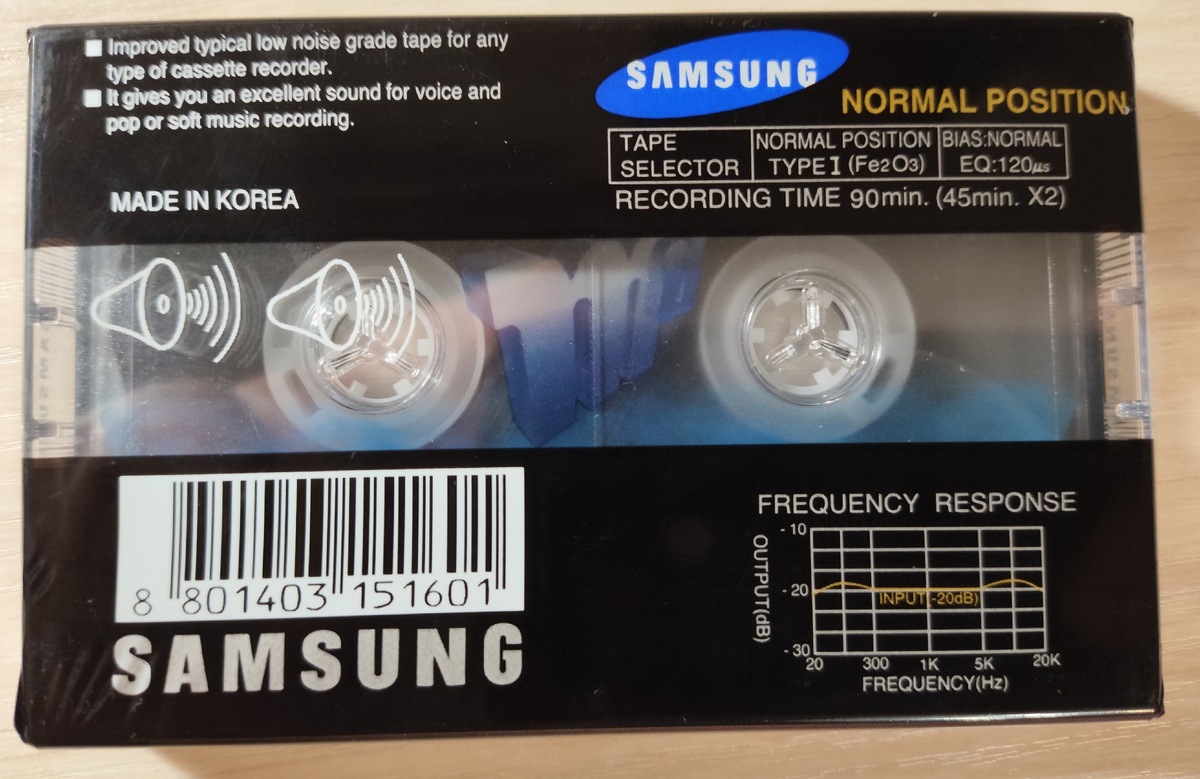 ■ Improved typical low noise grade tape for any
type of cassette recorder.
■ It gives you an excellent sound for voice and
pop or soft music recording.
MADE IN KOREA
SAMSUNG
NORMAL POSITION
TAPE SELECTOR
NORMAL POSITION
TYPE I (Fe2O3)
BIAS:NORMAL
EQ:120μs
RECORDING TIME 90min. (45min. X2)
8 801403 151601
SAMSUNG
FREQUENCY RESPONSE
OUTPUT(dB)
-10
-20
-30
INPUT(-20dB)
20 300 1K 5K 20K
FREQUENCY(Hz)